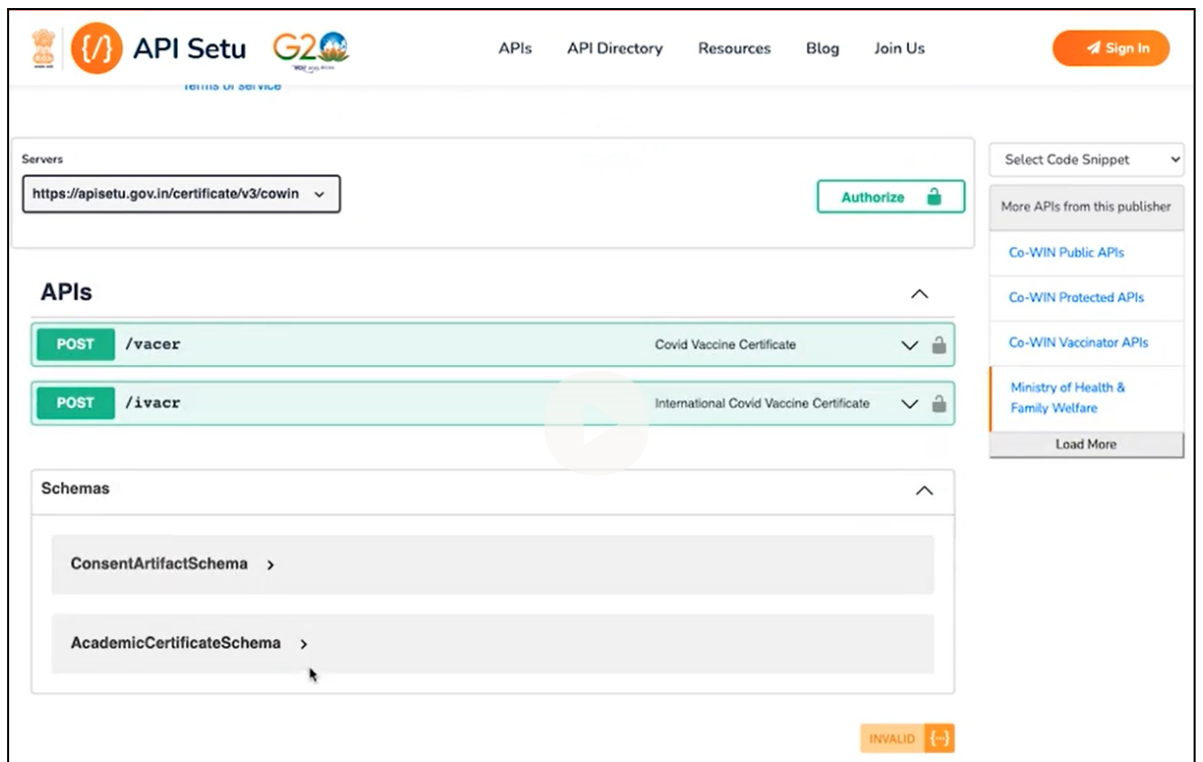 API Setu
G20
APIs
API Directory
Resources
Blog
Join Us
Sign In
Terms of service
Servers
https://apisetu.gov.in/certificate/v3/cowin
Authorize
Select Code Snippet
More APIs from this publisher
Co-WIN Public APIs
Co-WIN Protected APIs
Co-WIN Vaccinator APIs
Ministry of Health &
Family Welfare
Load More
APIs
POST /vacer Covid Vaccine Certificate
POST /ivacr International Covid Vaccine Certificate
Schemas
ConsentArtifactSchema
AcademicCertificateSchema
INVALID {··}